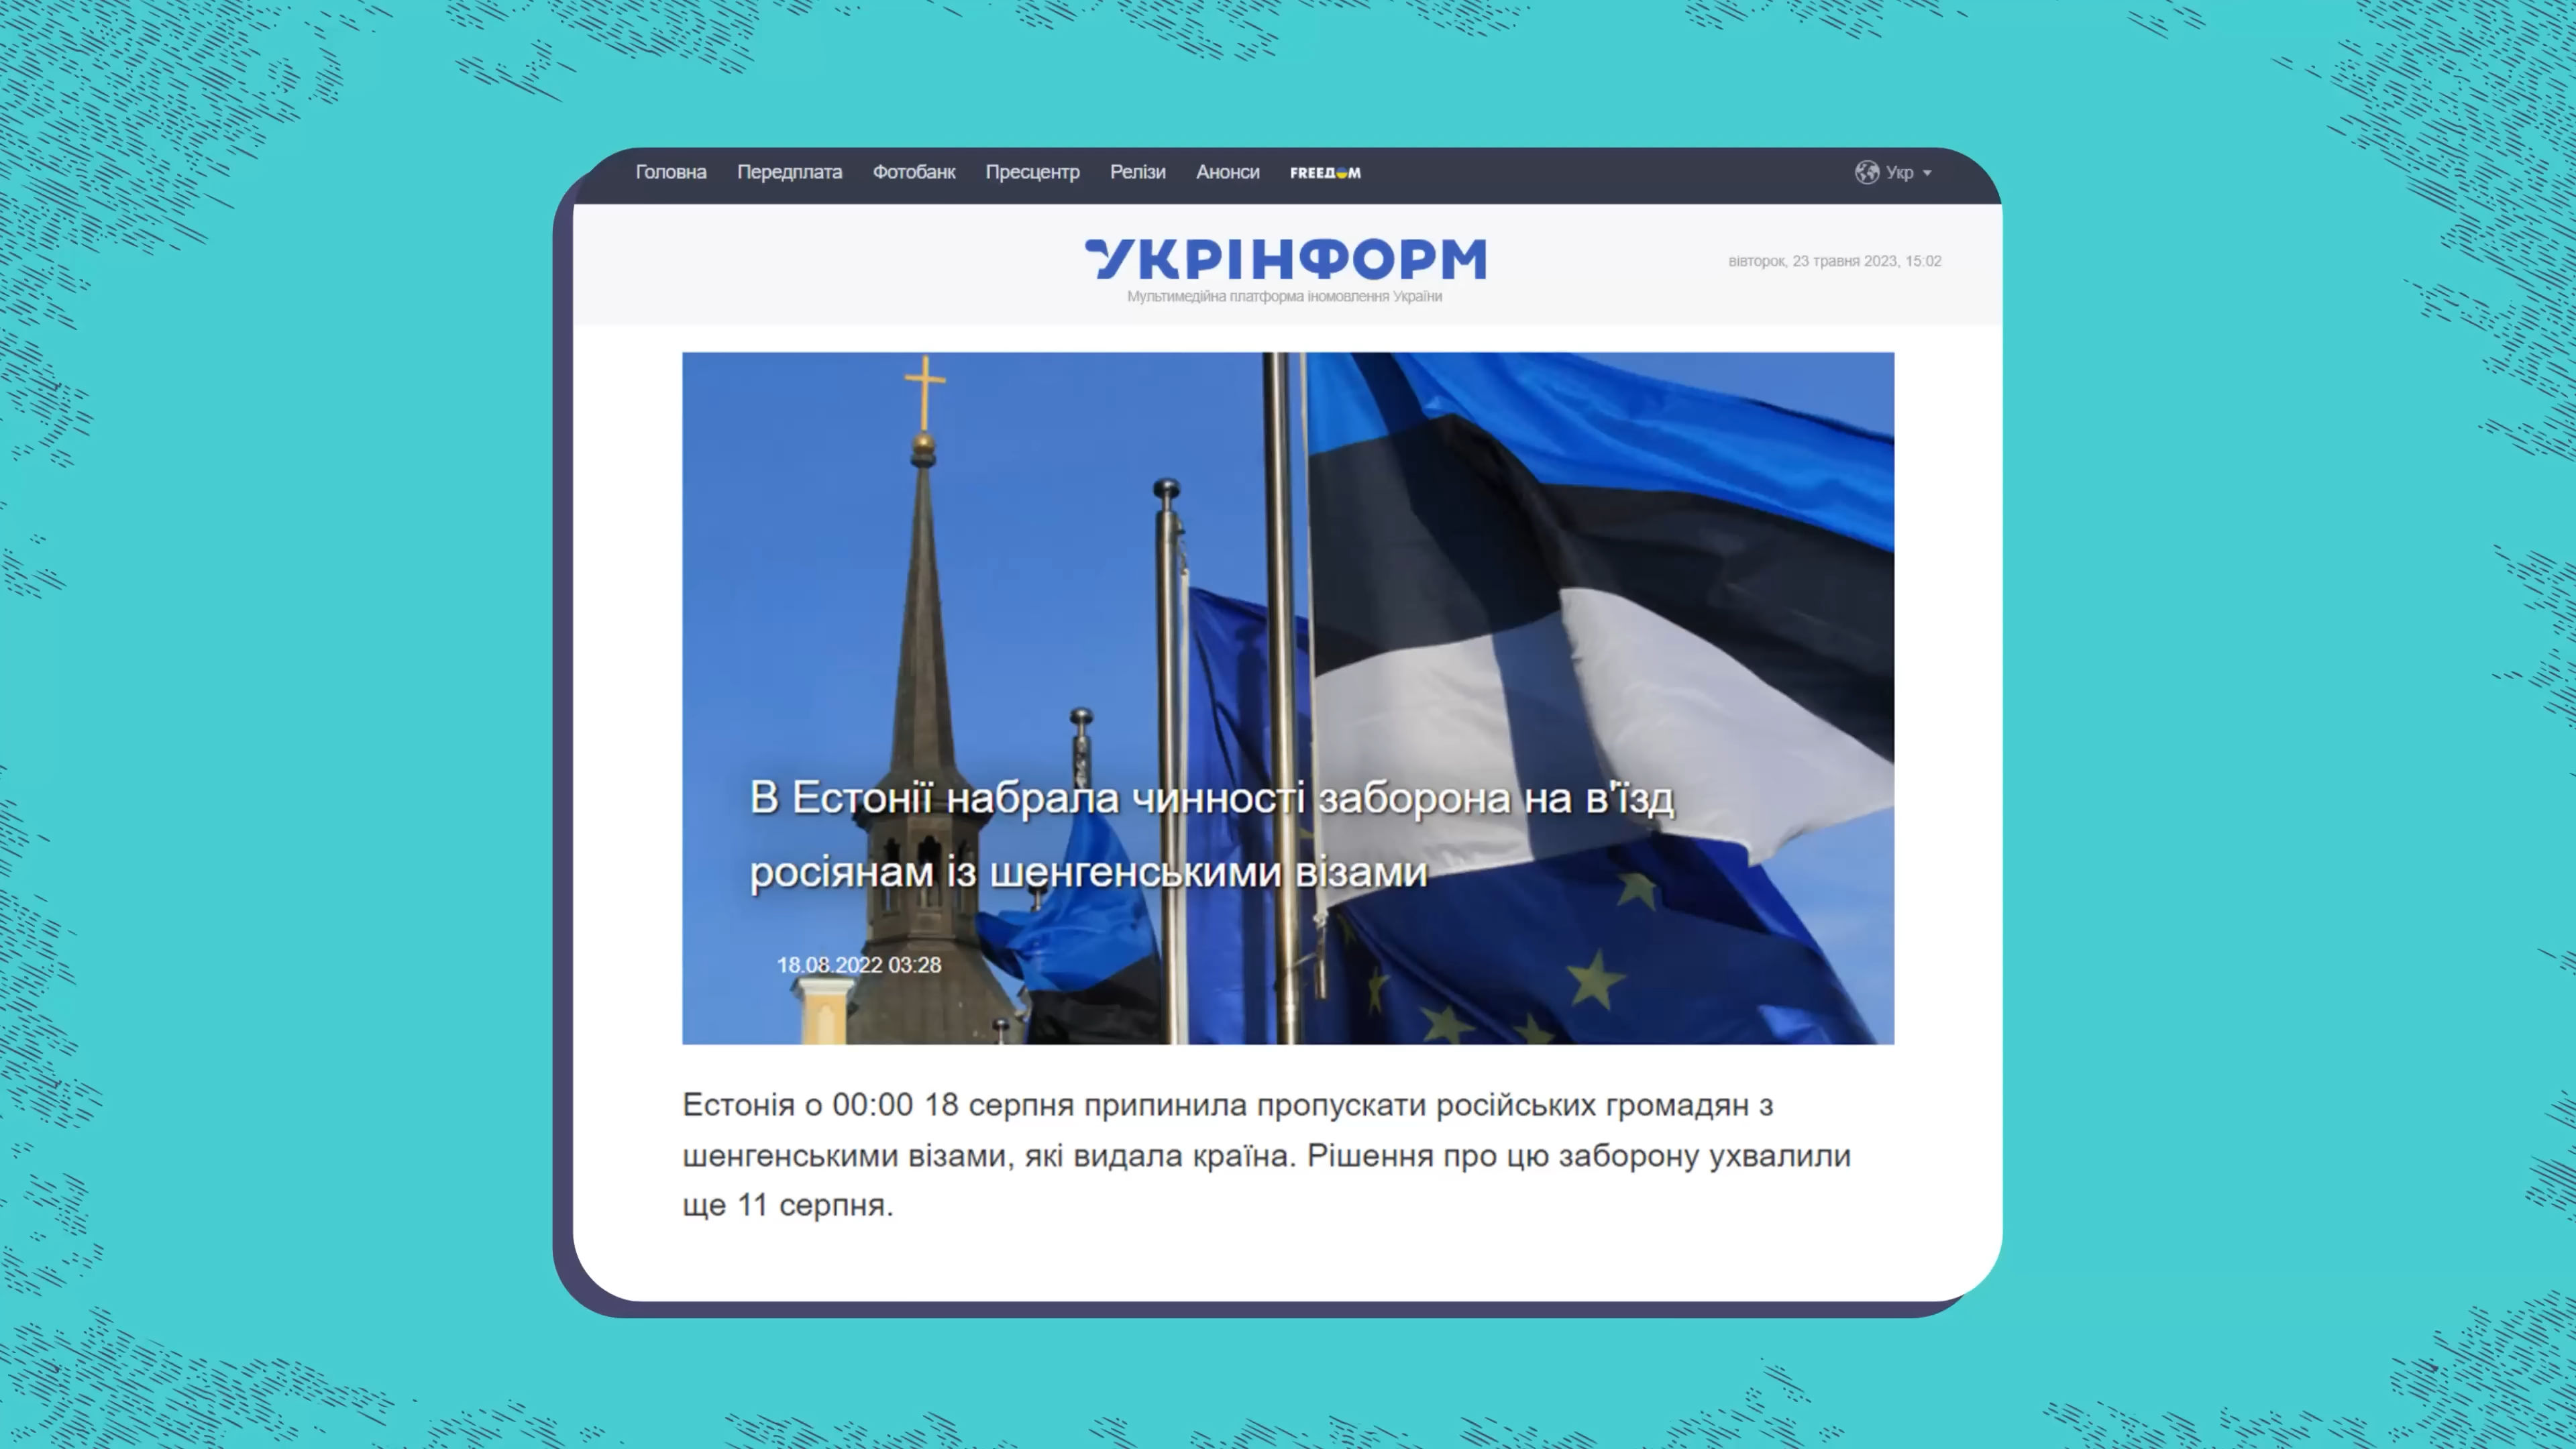 Головна Передплата Фотобанк Пресцентр Релізи Анонси FREEДОМ Укр
УКРІНФОРМ
Мультимедійна платформа іномовлення України
вівторок, 23 травня 2023, 15:02
В Естонії набрала чинності заборона на в'їзд
росіянам із шенгенськими візами
18.08.2022 03:28
Естонія о 00:00 18 серпня припинила пропускати російських громадян з
шенгенськими візами, які видала країна. Рішення про цю заборону ухвалили
ще 11 серпня.